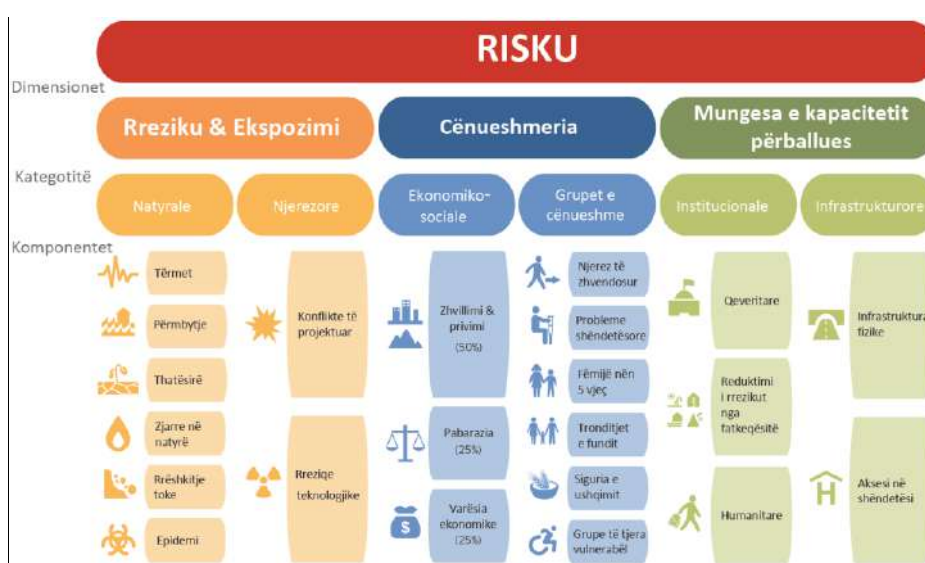 RISKU
Dimensionet
Rreziku & Ekspozimi
Cënueshmeria
Mungesa e kapacitetit
përballues
Kategotitë
Natyrale
Njerezore
Ekonomiko-
sociale
Grupet e
cënueshme
Institucionale
Infrastrukturore
Komponentet
Tërmet
Përmbytje
Thatësirë
Zjarre në
natyrë
Rrëshkitje
toke
Epidemi
Konflikte të
projektuar
Rreziqe
teknologjike
Zhvillimi &
privimi
(50%)
Pabarazia
(25%)
Varësia
ekonomike
(25%)
$
Njerez të
zhvendosur
Probleme
shëndetësore
Fëmijë nën
5 vjeç
Tronditjet
e fundit
Siguria e
ushqimit
Grupe të tjera
vulnerabël
Qeveritare
Reduktimi
i rrezikut
nga
fatkeqësitë
Humanitare
Infrastruktura
fizike
H
Aksesi në
shëndetësi